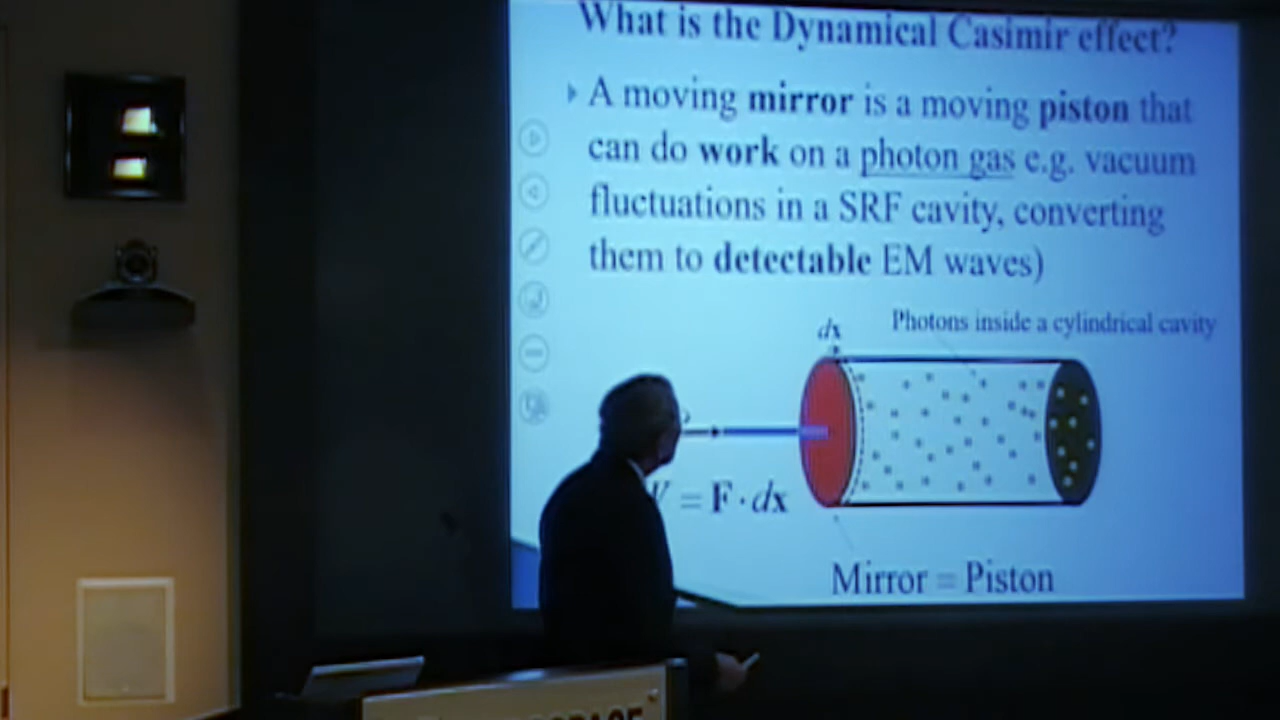 What is the Dynamical Casimir effect?
A moving mirror is a moving piston that
can do work on a photon gas e.g. vacuum
fluctuations in a SRF cavity, converting
them to detectable EM waves)
Photons inside a cylindrical cavity
dx
= F · dx
Mirror = Piston